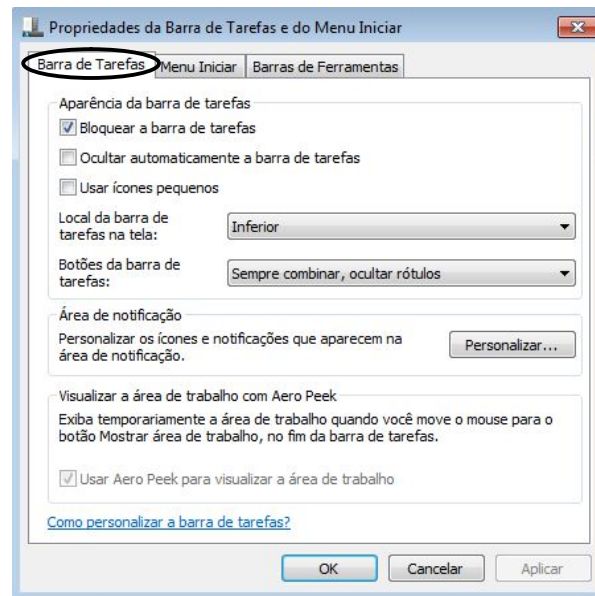 Propriedades da Barra de Tarefas e do Menu Iniciar
Barra de Tarefas Menu Iniciar Barras de Ferramentas
Aparência da barra de tarefas
Bloquear a barra de tarefas
Ocultar automaticamente a barra de tarefas
Usar ícones pequenos
Local da barra de
tarefas na tela:
Inferior
Botões da barra de
tarefas:
Sempre combinar, ocultar rótulos
Área de notificação
Personalizar os ícones e notificações que aparecem na
área de notificação.
Personalizar...
Visualizar a área de trabalho com Aero Peek
Exiba temporariamente a área de trabalho quando você move o mouse para o
botão Mostrar área de trabalho, no fim da barra de tarefas.
Usar Aero Peek para visualizar a área de trabalho
Como personalizar a barra de tarefas?
OK Cancelar Aplicar